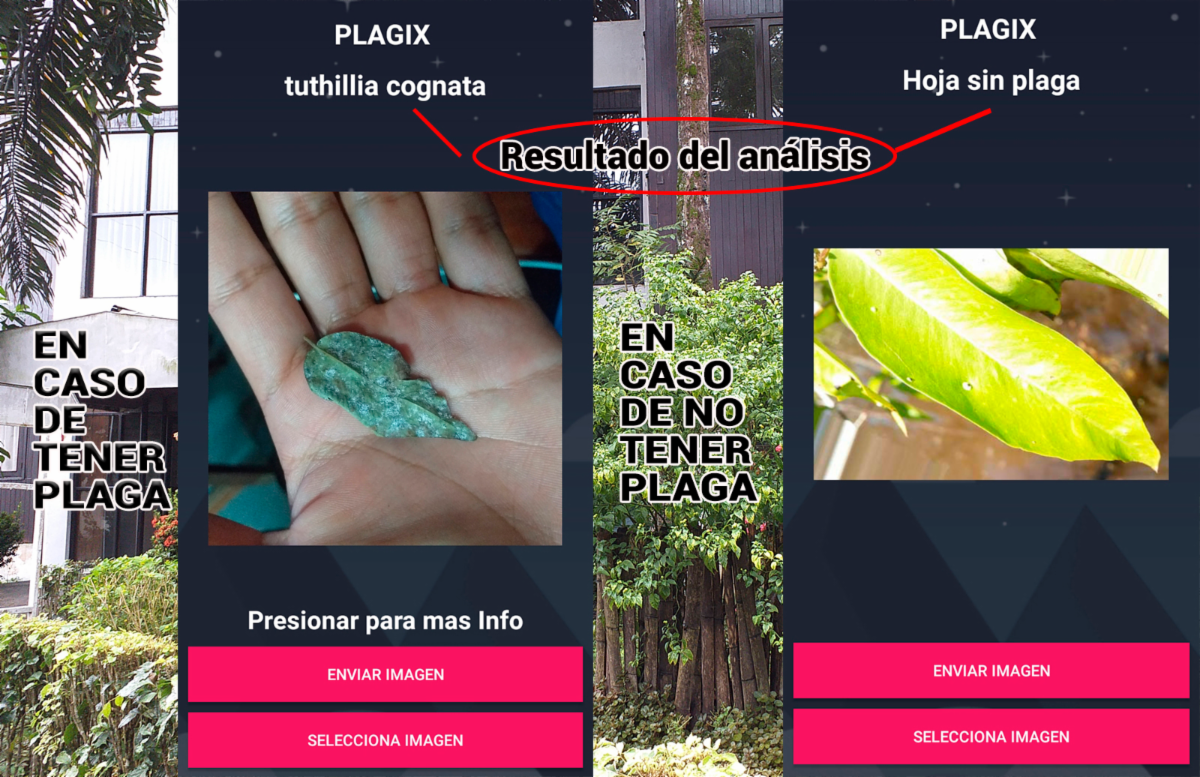 PLAGIX
tuthillia cognata
PLAGIX
Hoja sin plaga
Resultado del análisis
EN
CASO
DE
TENER
PLAGA
EN
CASO
DE NO
TENER
PLAGA
Presionar para mas Info
ENVIAR IMAGEN
SELECCIONA IMAGEN
ENVIAR IMAGEN
SELECCIONA IMAGEN